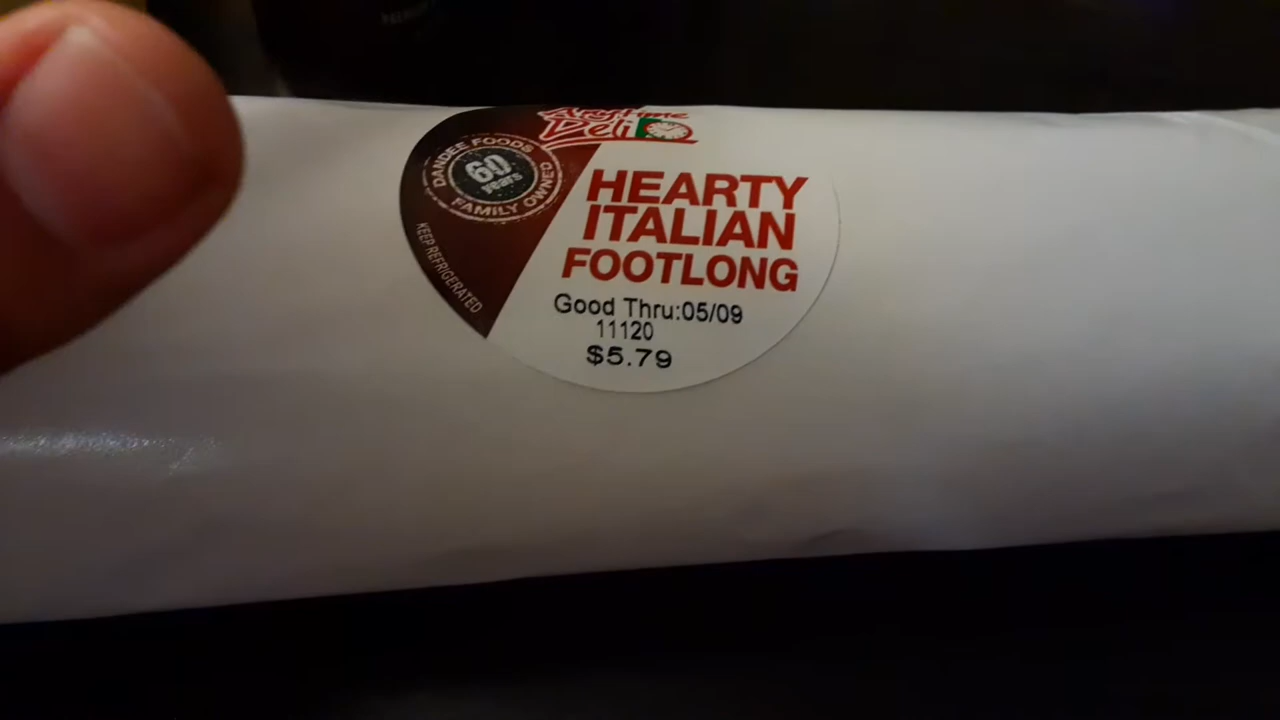 Anytime
Deli
DANDEE FOODS
60
years
FAMILY OWNED
KEEP REFRIGERATED
HEARTY
ITALIAN
FOOTLONG
Good Thru:05/09
11120
$5.79